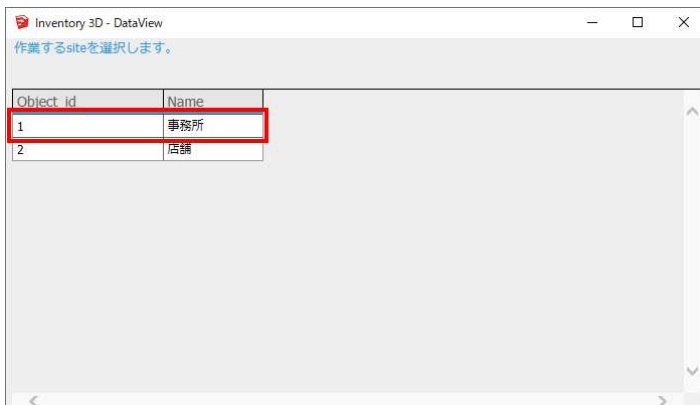 Inventory 3D - DataView
作業するsiteを選択します。
Object_id Name
1 事務所
2 店舗